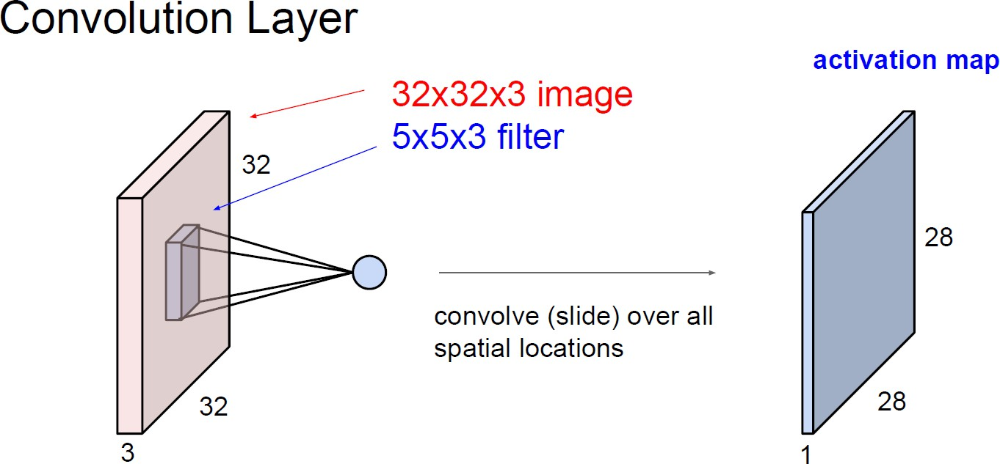 Convolution Layer
activation map
32x32x3 image
5x5x3 filter
32
28
convolve (slide) over all
spatial locations
32
28
3
1